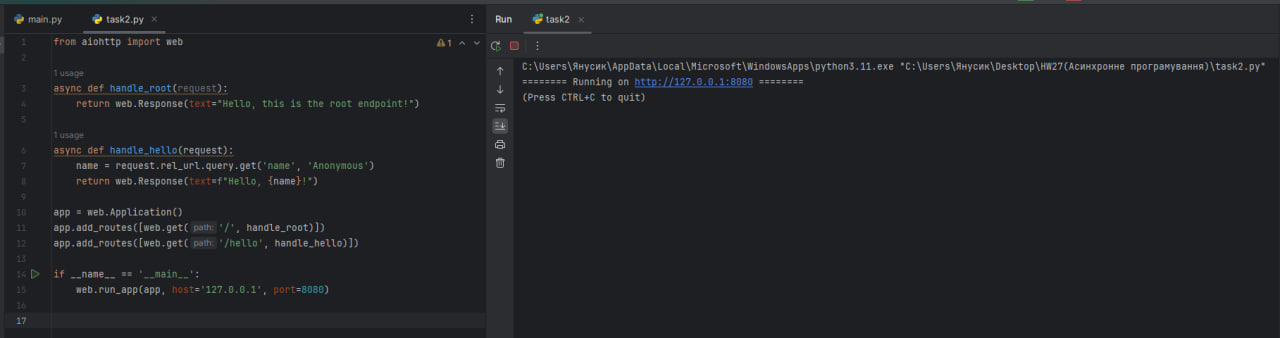 main.py
task2.py
1
1 from aiohttp import web
2
1 usage
3 async def handle_root(request):
4 return web.Response(text="Hello, this is the root endpoint!")
5
1 usage
6 async def handle_hello(request):
7 name = request.rel_url.query.get('name', 'Anonymous')
8 return web.Response(text=f"Hello, {name}!")
9
10 app = web.Application()
11 app.add_routes([web.get( path: '/', handle_root)])
12 app.add_routes([web.get( path: '/hello', handle_hello)])
13
14 if __name__ == '__main__':
15 web.run_app(app, host='127.0.0.1', port=8080)
16
17
Run task2
C:\Users\Янусик\AppData\Local\Microsoft\WindowsApps\python3.11.exe "C:\Users\Янусик\Desktop\HW27(Асинхронне програмування)\task2.py"
======== Running on http://127.0.0.1:8080 ========
(Press CTRL+C to quit)